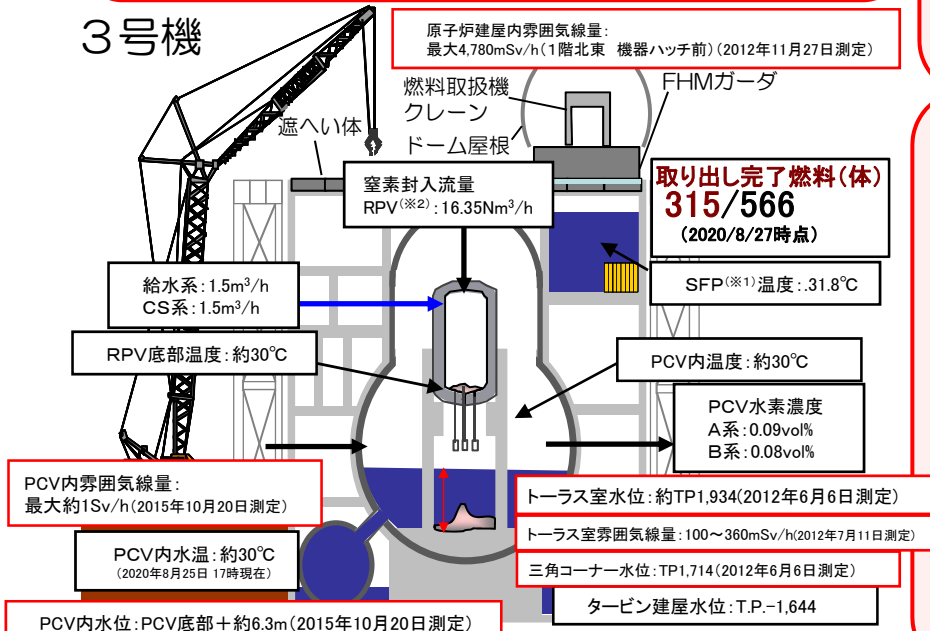 3号機
原子炉建屋内雰囲気線量：
最大4,780mSv/h(１階北東　機器ハッチ前)(2012年11月27日測定)
燃料取扱機
クレーン
FHMガーダ
遮へい体
ドーム屋根
窒素封入流量
RPV(※2)：16.35Nm³/h
取り出し完了燃料(体)
315/566
(2020/8/27時点)
給水系：1.5m³/h
CS系：1.5m³/h
SFP(※1)温度：.31.8℃
RPV底部温度：約30℃
PCV内温度：約30℃
PCV水素濃度
A系：0.09vol%
B系：0.08vol%
PCV内雰囲気線量：
最大約1Sv/h(2015年10月20日測定)
トーラス室水位：約TP1,934(2012年6月6日測定)
トーラス室雰囲気線量：100～360mSv/h(2012年7月11日測定)
PCV内水温：約30℃
(2020年8月25日 17時現在)
三角コーナー水位：TP1,714(2012年6月6日測定)
タービン建屋水位：T.P.-1,644
PCV内水位：PCV底部＋約6.3m(2015年10月20日測定)